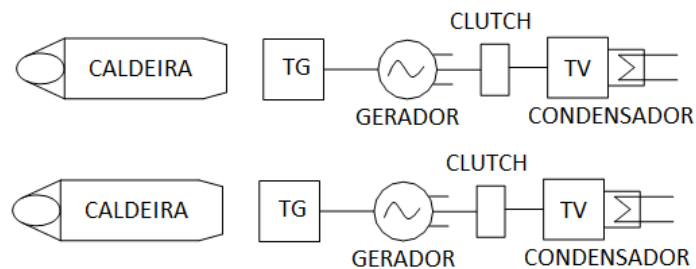 CLUTCH
CALDEIRA TG TV
GERADOR CONDENSADOR
CLUTCH
CALDEIRA TG TV
GERADOR CONDENSADOR